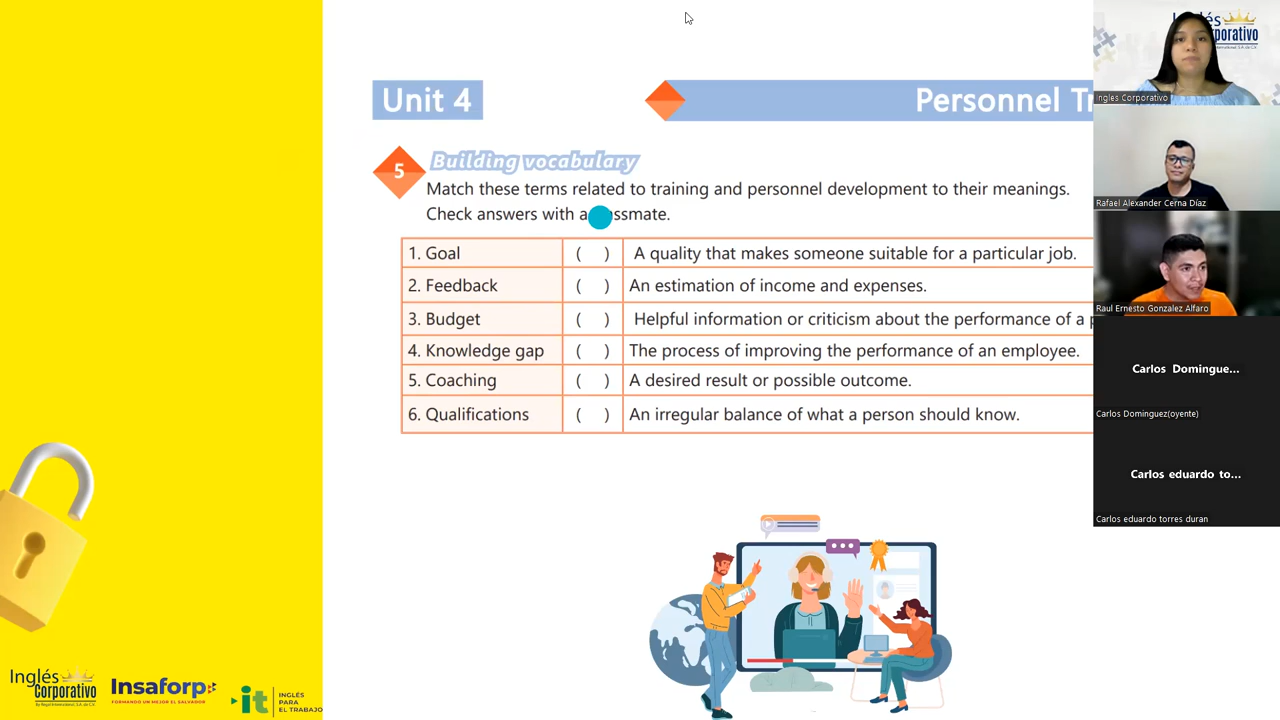 Unit 4
Personnel Tr
5
Building vocabulary
Match these terms related to training and personnel development to their meanings.
Check answers with a
ssmate.
1. Goal ( ) A quality that makes someone suitable for a particular job.
2. Feedback ( ) An estimation of income and expenses.
3. Budget ( ) Helpful information or criticism about the performance of a p
4. Knowledge gap ( ) The process of improving the performance of an employee.
5. Coaching ( ) A desired result or possible outcome.
6. Qualifications ( ) An irregular balance of what a person should know.
Inglés
Corporativo
By Regal International, S.A. de C.V.
Insaforp
FORMANDO UN MEJOR EL SALVADOR
it
INGLÉS
PARA
EL TRABAJO
Inglés
rporativo
Ingles Corporativo
Rafael Alexander Cerna Díaz
Raul Ernesto Gonzalez Alfaro
Carlos Domingue...
Carlos Dominguez(oyente)
Carlos eduardo to...
Carlos eduardo torres duran